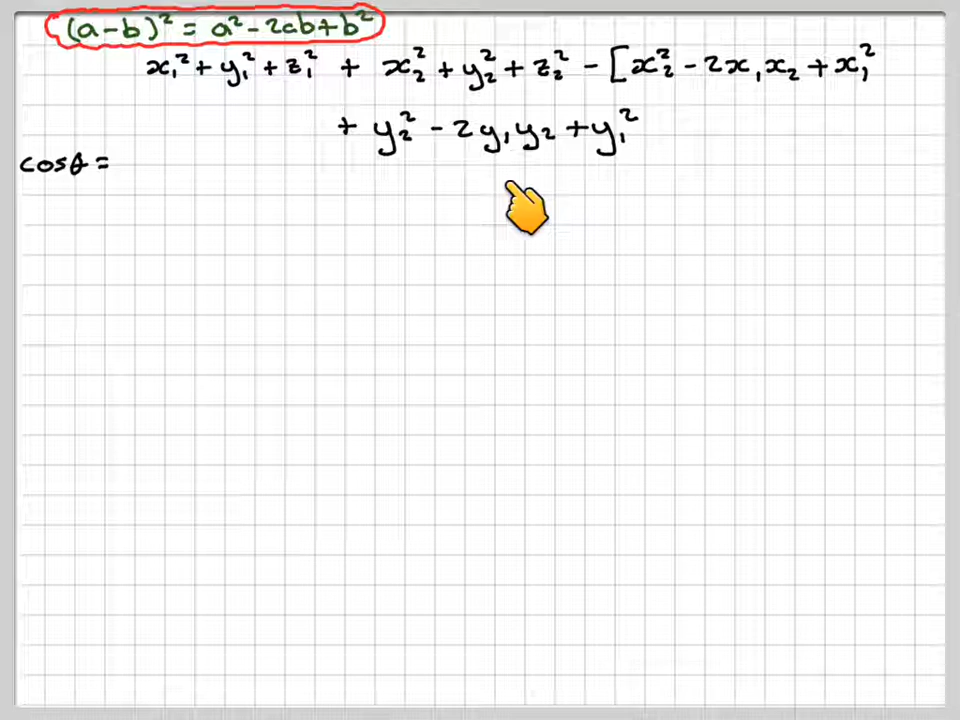 (a-b)² = a² - 2ab + b²
x₁² + y₁² + z₁² + x₂² + y₂² + z₂² - [x₂² - 2x₁x₂ + x₁²
+ y₂² - 2y₁y₂ + y₁²
cosθ =